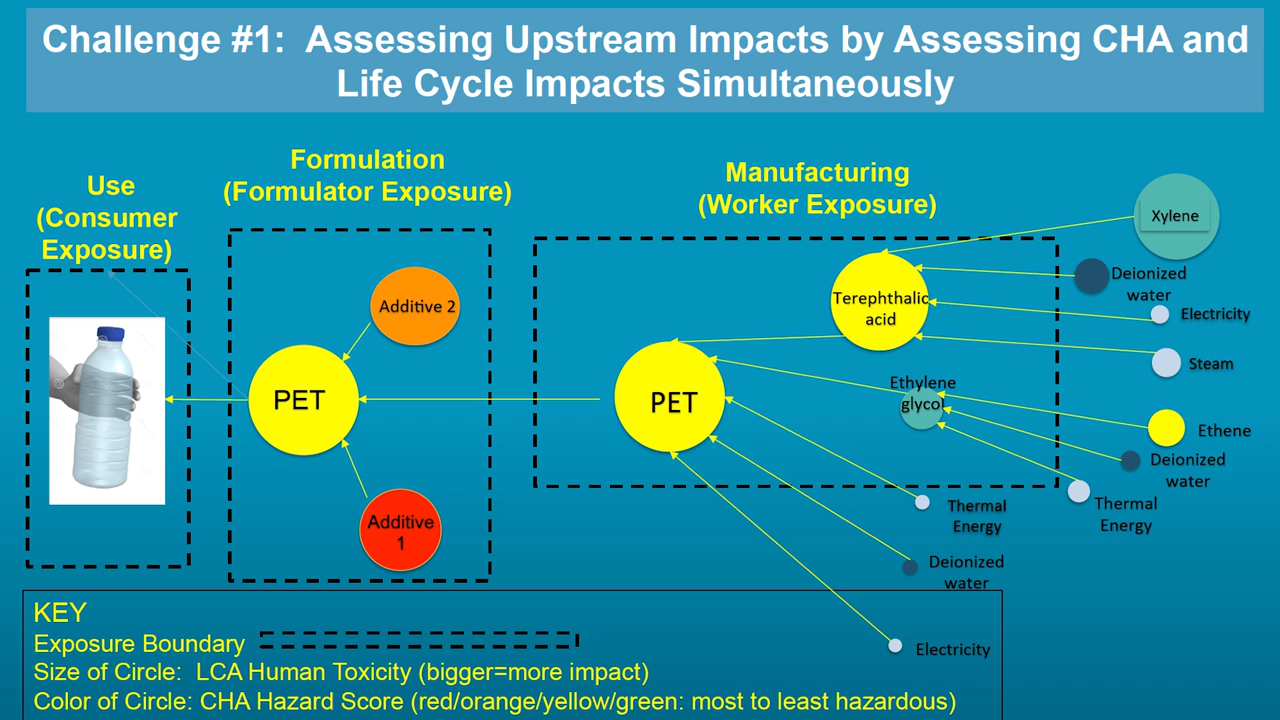 Challenge #1:  Assessing Upstream Impacts by Assessing CHA and
Life Cycle Impacts Simultaneously
Use
(Consumer
Exposure)
Formulation
(Formulator Exposure)
Manufacturing
(Worker Exposure)
Additive 2
PET
Additive
1
PET
Terephthalic
acid
Ethylene
glycol
Xylene
Deionized
water
Electricity
Steam
Ethene
Deionized
water
Thermal
Energy
Thermal
Energy
Deionized
water
Electricity
KEY
Exposure Boundary
Size of Circle:  LCA Human Toxicity (bigger=more impact)
Color of Circle: CHA Hazard Score (red/orange/yellow/green: most to least hazardous)